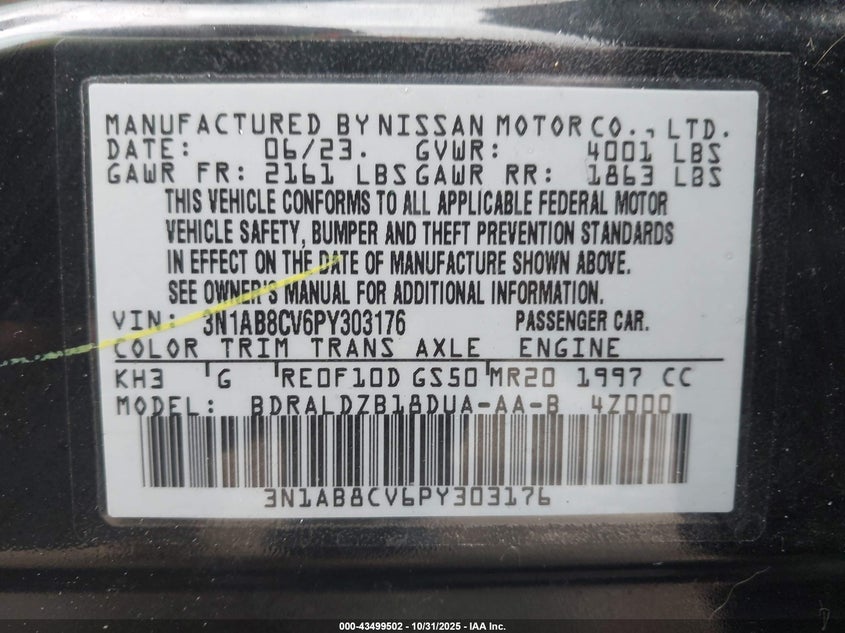 MANUFACTURED BY NISSAN MOTOR CO., LTD.
DATE: 06/23. GVWR: 4001 LBS
GAWR FR: 2161 LBS GAWR RR: 1863 LBS
THIS VEHICLE CONFORMS TO ALL APPLICABLE FEDERAL MOTOR
VEHICLE SAFETY, BUMPER AND THEFT PREVENTION STANDARDS
IN EFFECT ON THE DATE OF MANUFACTURE SHOWN ABOVE.
SEE OWNER'S MANUAL FOR ADDITIONAL INFORMATION.
VIN: 3N1AB8CV6PY303176 PASSENGER CAR.
COLOR TRIM TRANS AXLE ENGINE
KH3 G RE0F10D GS50 MR20 1997 CC
MODEL: BDRALDZB18DUA-AA-B 4Z000
3N1AB8CV6PY303176
000-43499502 | 10/31/2025 - IAA Inc.